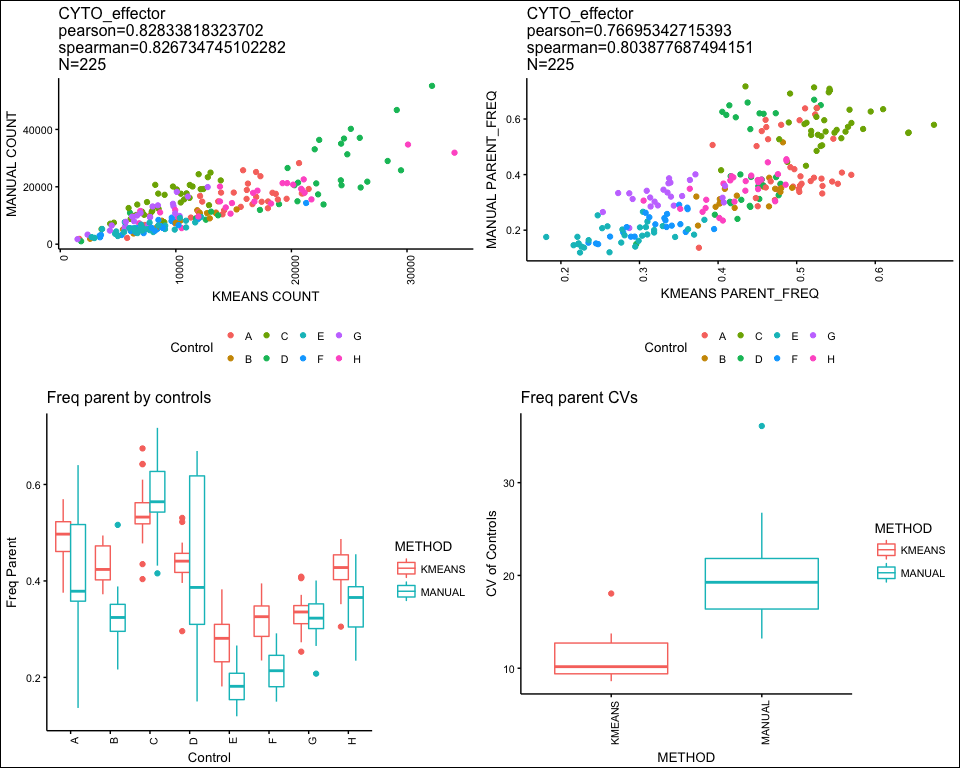 CYTO_effector
pearson=0.82833818323702
spearman=0.826734745102282
N=225
MANUAL COUNT
40000
20000
0
0
10000
20000
30000
KMEANS COUNT
Control
A
C
E
G
B
D
F
H
CYTO_effector
pearson=0.76695342715393
spearman=0.803877687494151
N=225
MANUAL PARENT_FREQ
0.6
0.4
0.2
0.2
0.3
0.4
0.5
0.6
KMEANS PARENT_FREQ
Control
A
C
E
G
B
D
F
H
Freq parent by controls
Freq Parent
0.6
0.4
0.2
A
B
C
D
E
F
G
H
Control
METHOD
KMEANS
MANUAL
Freq parent CVs
CV of Controls
30
20
10
KMEANS
MANUAL
METHOD
METHOD
KMEANS
MANUAL